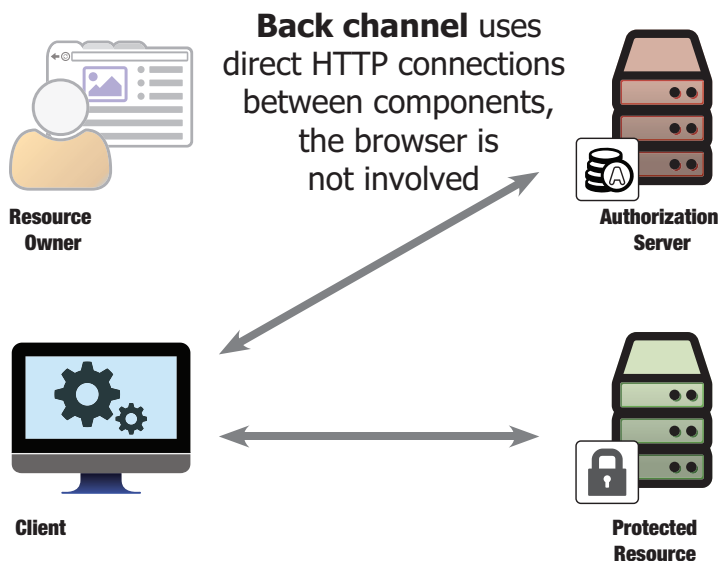 Back channel uses
direct HTTP connections
between components,
the browser is
not involved
Resource
Owner
A
Authorization
Server
Client
Protected
Resource